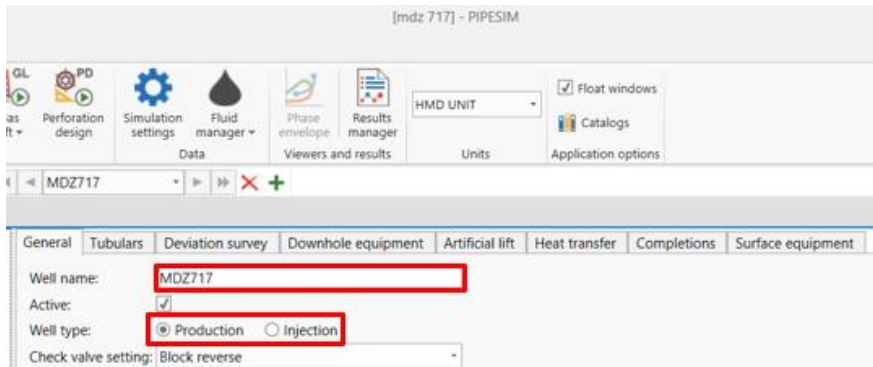 [mdz 717] - PIPESIM
GL
PD
Perforation design
Simulation settings
Fluid manager
Phase envelope
Results manager
HMD UNIT
Float windows
Catalogs
Data
Viewers and results
Units
Application options
MDZ717
General Tubulars Deviation survey Downhole equipment Artificial lift Heat transfer Completions Surface equipment
Well name: MDZ717
Active:
Well type: Production Injection
Check valve setting: Block reverse